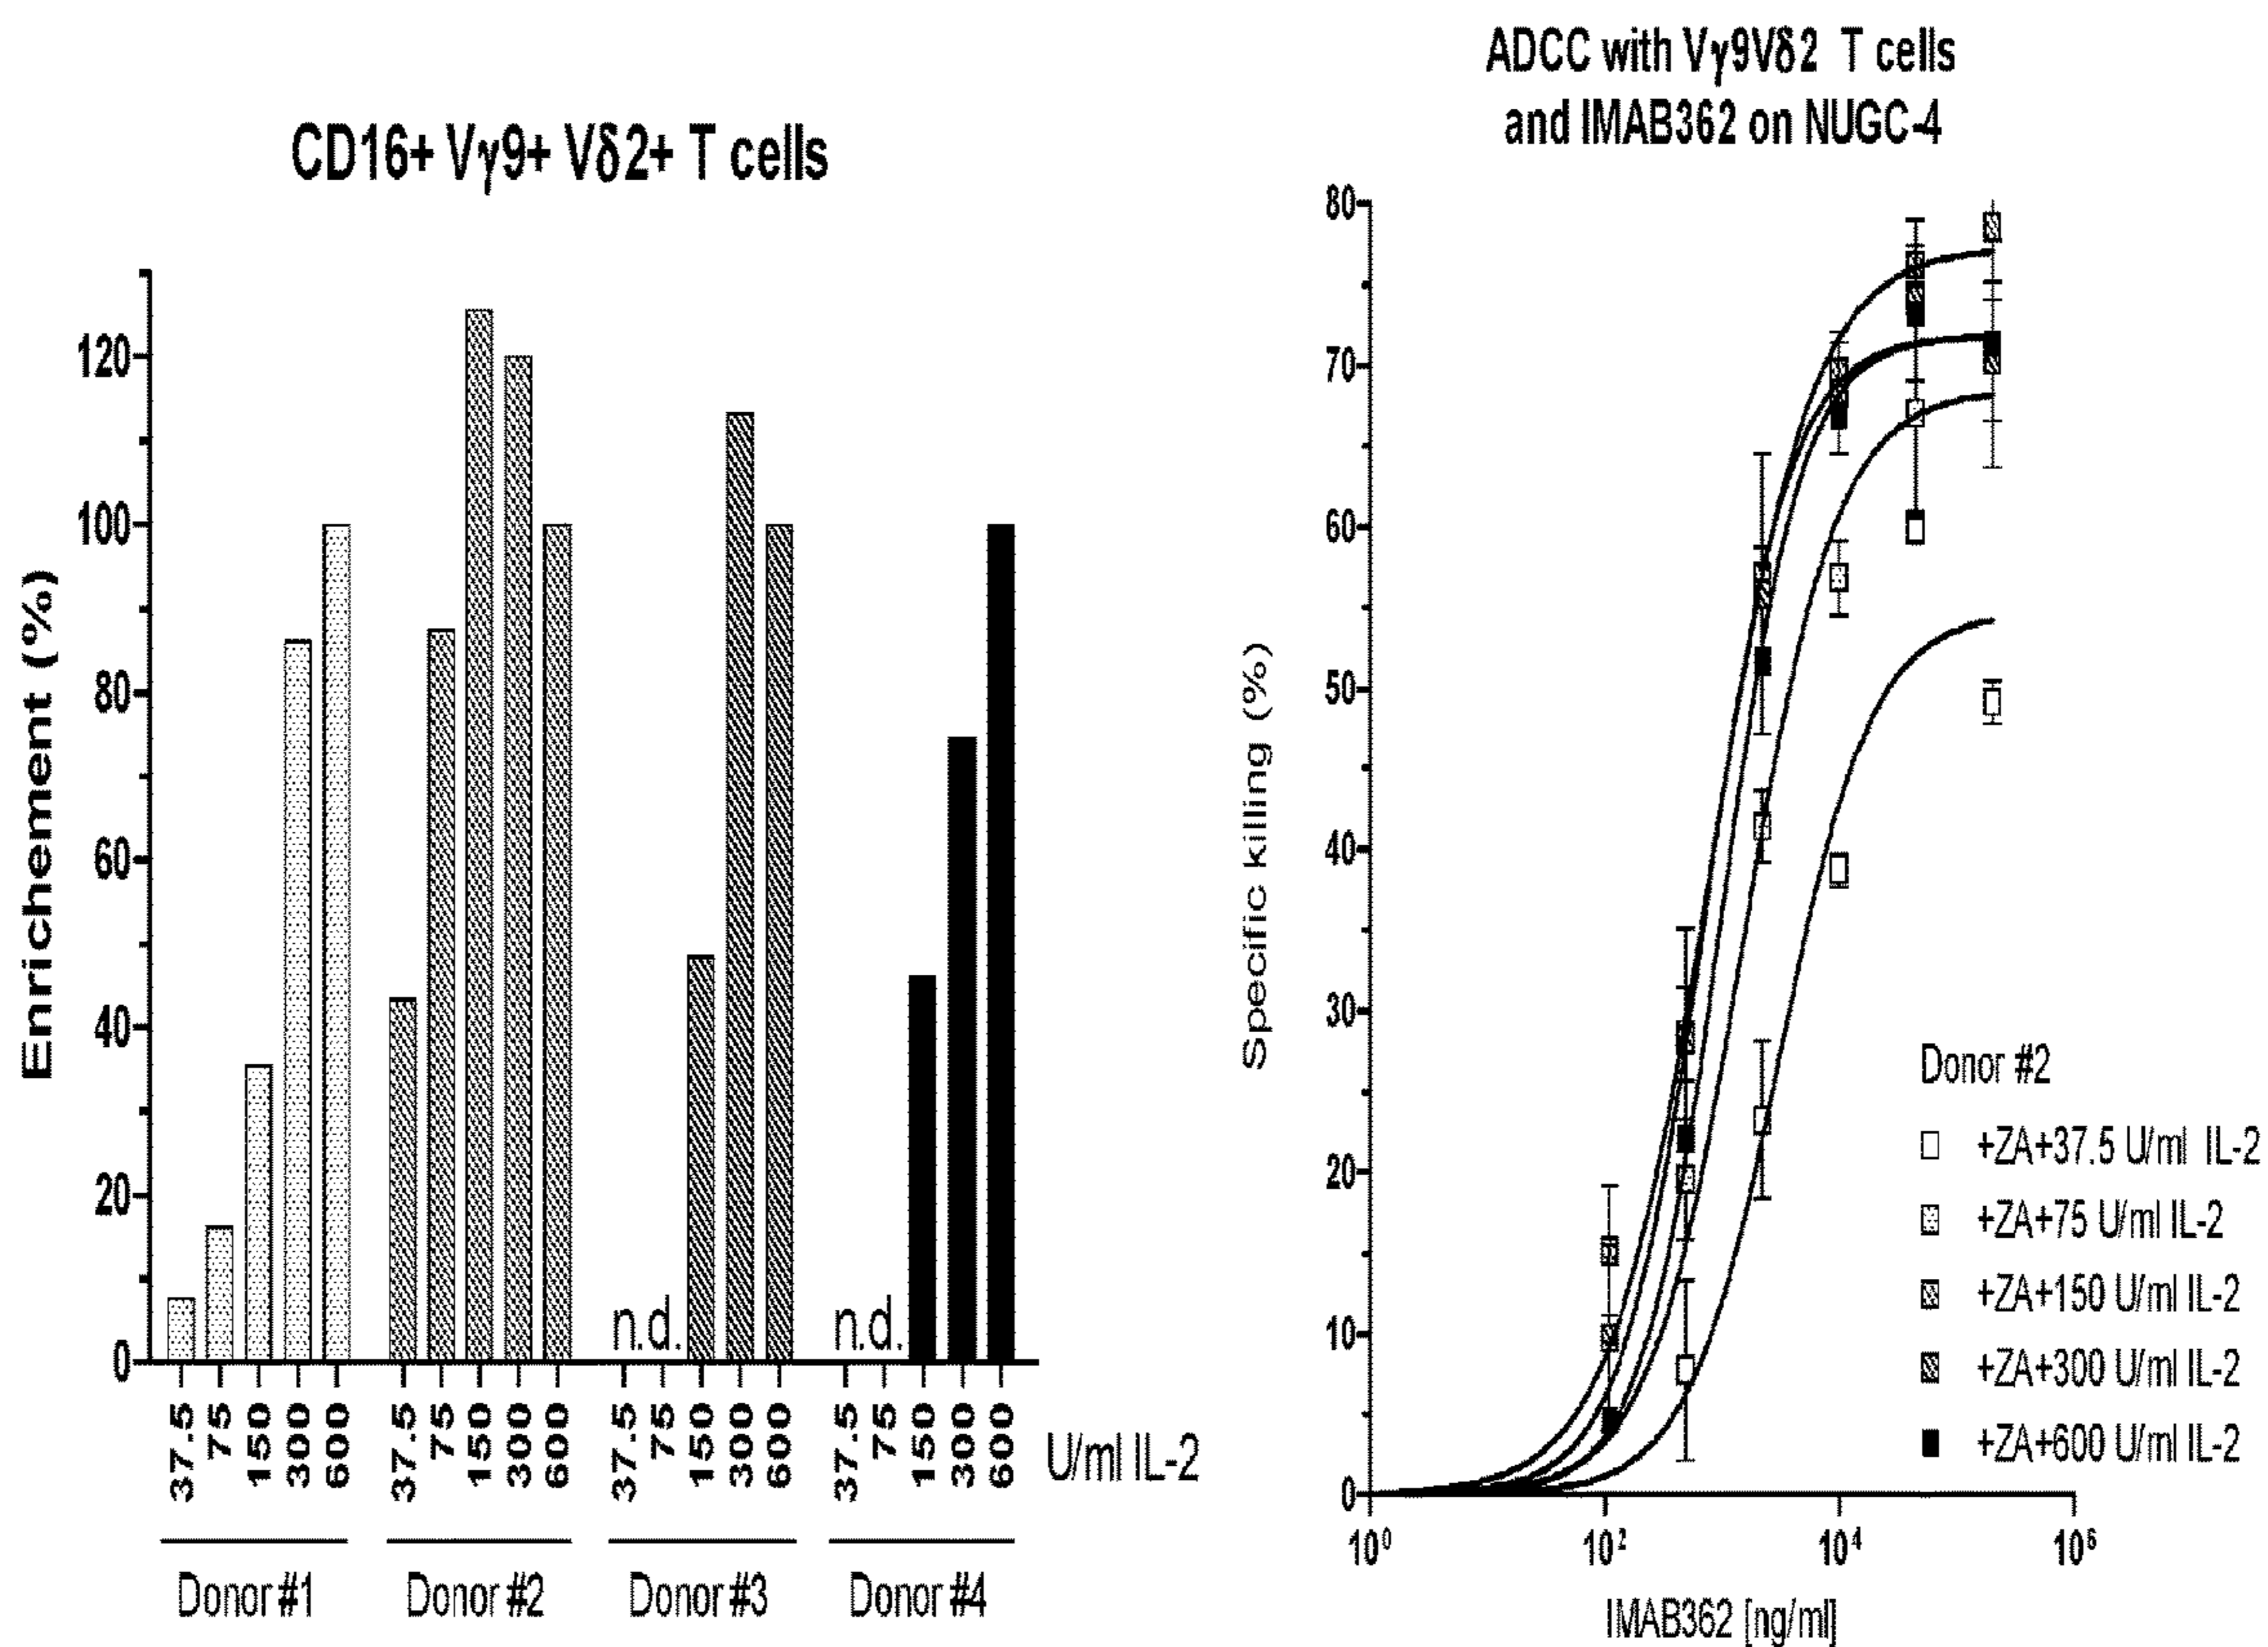 CD16+ Vγ9+ Vδ2+ T cells
Enrichement (%)
120
100
80
60
40
20
0
37.5 75 150 300 600 37.5 75 150 300 600 37.5 75 150 300 600 37.5 75 150 300 600
n.d. n.d.
U/ml IL-2
Donor #1 Donor #2 Donor #3 Donor #4
ADCC with Vγ9Vδ2 T cells
and IMAB362 on NUGC-4
Specific killing (%)
80
70
60
50
40
30
20
10
0
10⁰ 10² 10⁴ 10⁶
IMAB362 [ng/ml]
Donor #2
+ZA+37.5 U/ml IL-2
+ZA+75 U/ml IL-2
+ZA+150 U/ml IL-2
+ZA+300 U/ml IL-2
+ZA+600 U/ml IL-2